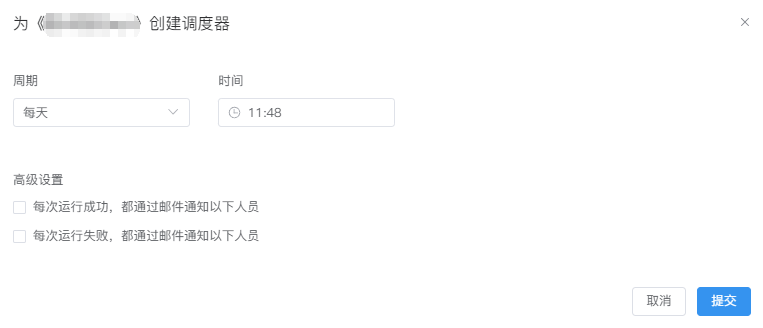 为《》创建调度器
周期
时间
每天
11:48
高级设置
每次运行成功，都通过邮件通知以下人员
每次运行失败，都通过邮件通知以下人员
取消
提交